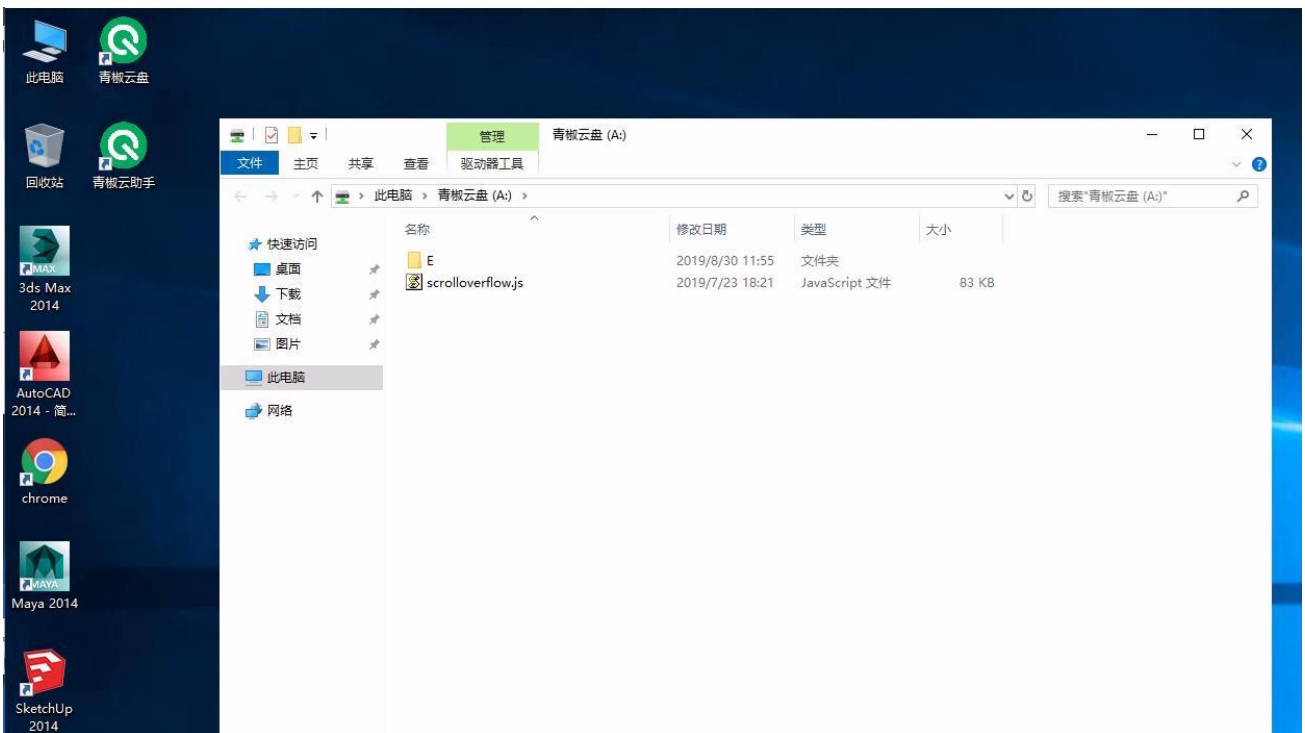 此电脑
青椒云盘
回收站
青椒云助手
MAX
3ds Max
2014
AutoCAD
2014 - 简...
chrome
MAYA
Maya 2014
SketchUp
2014
管理
青椒云盘 (A:)
文件
主页
共享
查看
驱动器工具
此电脑 › 青椒云盘 (A:) ›
搜索"青椒云盘 (A:)"
快速访问
桌面
下载
文档
图片
此电脑
网络
名称 修改日期 类型 大小
E 2019/8/30 11:55 文件夹
scrolloverflow.js 2019/7/23 18:21 JavaScript 文件 83 KB